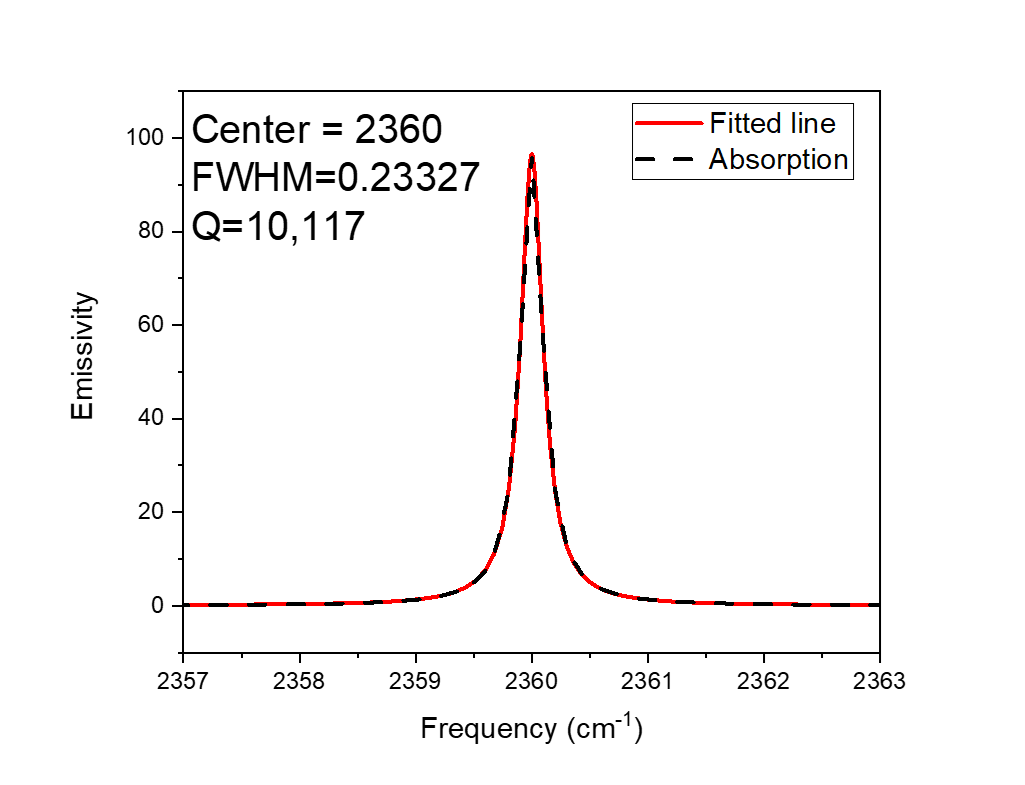 Center = 2360
FWHM=0.23327
Q=10,117
Fitted line
Absorption
100
80
60
40
20
0
Emissivity
2357 2358 2359 2360 2361 2362 2363
Frequency (cm⁻¹)